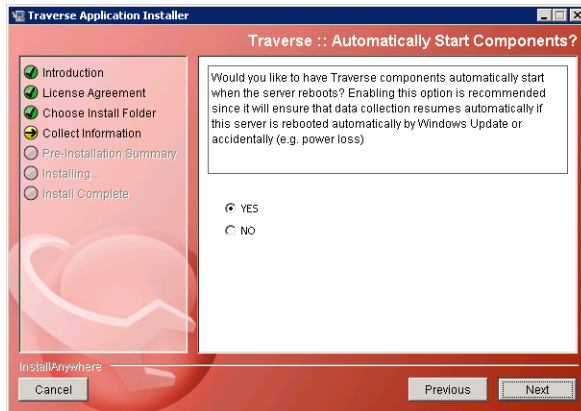 Traverse Application Installer
Traverse :: Automatically Start Components?
Introduction
License Agreement
Choose Install Folder
Collect Information
Pre-Installation Summary
Installing...
Install Complete
Would you like to have Traverse components automatically start
when the server reboots? Enabling this option is recommended
since it will ensure that data collection resumes automatically if
this server is rebooted automatically by Windows Update or
accidentally (e.g. power loss)
YES
NO
InstallAnywhere
Cancel
Previous
Next